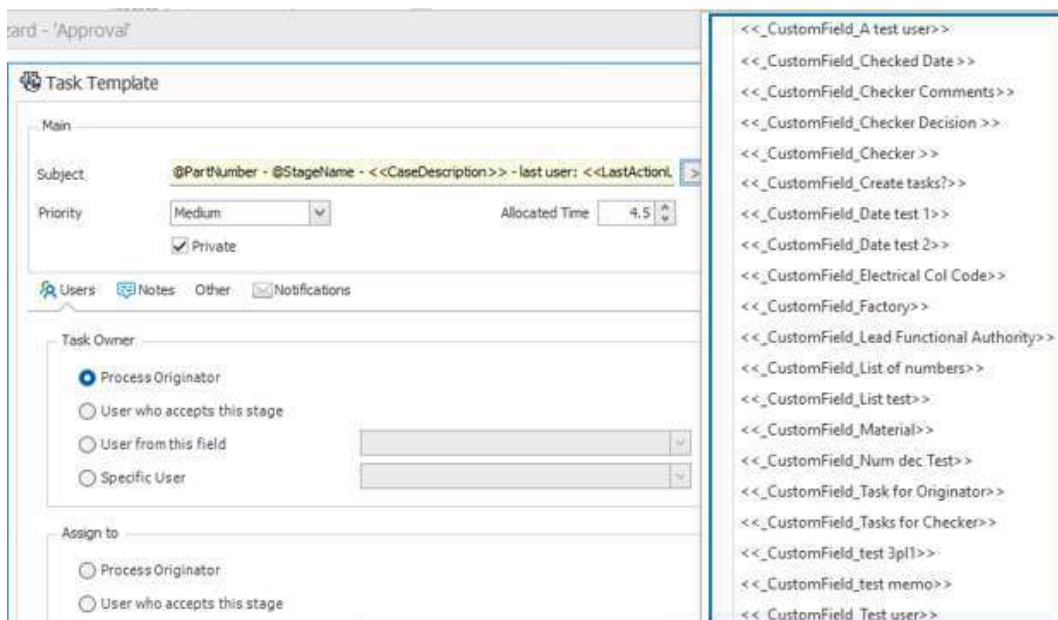 zard - 'Approval'
Task Template
Main
Subject @PartNumber - @StageName - <<CaseDescription>> - last user: <<LastActionU >
Priority Medium Allocated Time 4.5
Private
Users Notes Other Notifications
Task Owner
Process Originator
User who accepts this stage
User from this field
Specific User
Assign to
Process Originator
User who accepts this stage
<<_CustomField_A test user>>
<<_CustomField_Checked Date >>
<<_CustomField_Checker Comments>>
<<_CustomField_Checker Decision >>
<<_CustomField_Checker >>
<<_CustomField_Create tasks?>>
<<_CustomField_Date test 1>>
<<_CustomField_Date test 2>>
<<_CustomField_Electrical Col Code>>
<<_CustomField_Factory>>
<<_CustomField_Lead Functional Authority>>
<<_CustomField_List of numbers>>
<<_CustomField_List test>>
<<_CustomField_Material>>
<<_CustomField_Num dec Test>>
<<_CustomField_Task for Originator>>
<<_CustomField_Tasks for Checker>>
<<_CustomField_test 3pl1>>
<<_CustomField_test memo>>
<<_CustomField_Test user>>